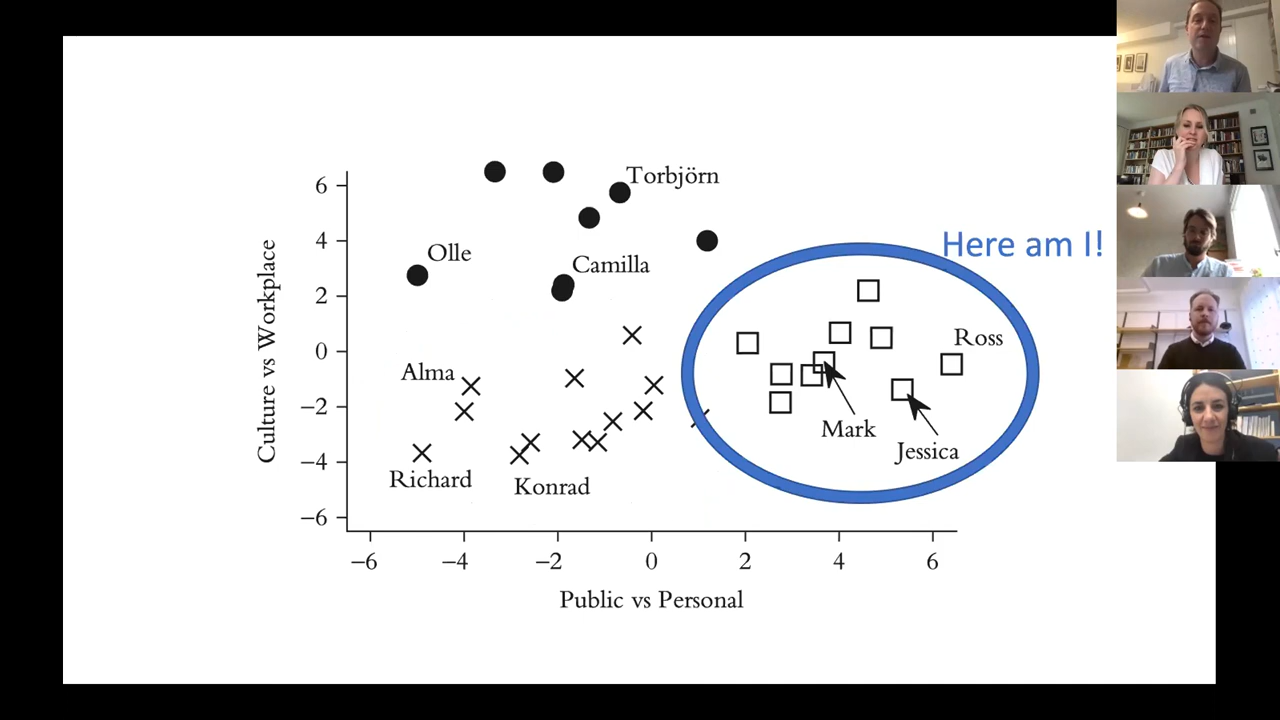 Torbjörn
Olle
Camilla
Here am I!
Alma
Ross
Mark
Jessica
Richard
Konrad
Culture vs Workplace
6
4
2
0
−2
−4
−6
−6
−4
−2
0
2
4
6
Public vs Personal